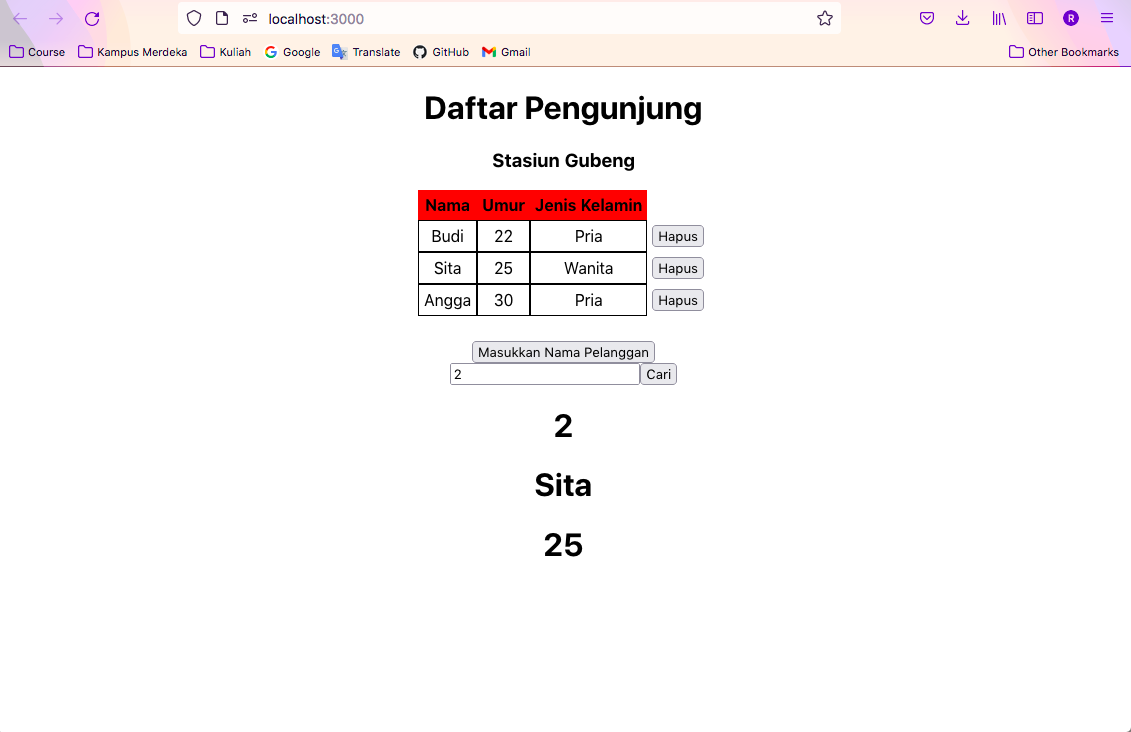 localhost:3000
Course Kampus Merdeka Kuliah Google Translate GitHub Gmail Other Bookmarks
Daftar Pengunjung
Stasiun Gubeng
Nama Umur Jenis Kelamin
Budi 22 Pria Hapus
Sita 25 Wanita Hapus
Angga 30 Pria Hapus
Masukkan Nama Pelanggan
2 Cari
2
Sita
25